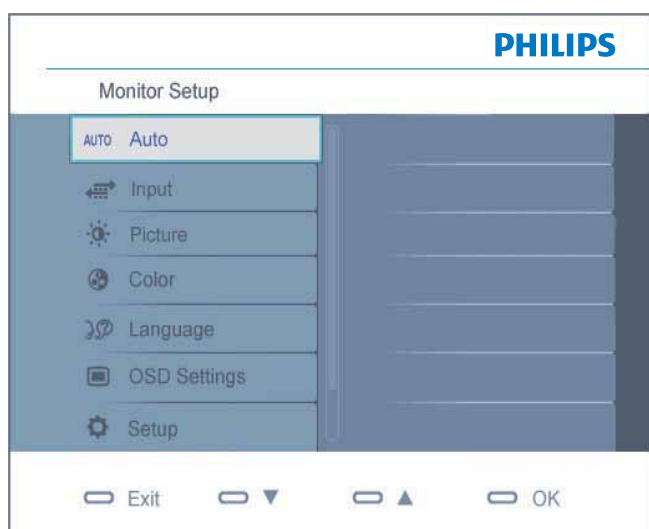 PHILIPS
Monitor Setup
AUTO Auto
Input
Picture
Color
Language
OSD Settings
Setup
Exit ▼ ▲ OK